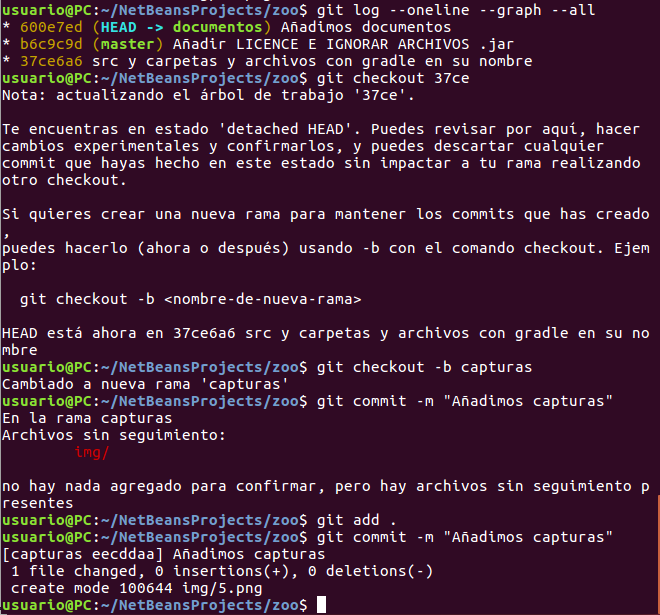 usuario@PC:~/NetBeansProjects/zoo$ git log --oneline --graph --all
* 600e7ed (HEAD -> documentos) Añadimos documentos
* b6c9c9d (master) Añadir LICENCE E IGNORAR ARCHIVOS .jar
* 37ce6a6 src y carpetas y archivos con gradle en su nombre
usuario@PC:~/NetBeansProjects/zoo$ git checkout 37ce
Nota: actualizando el árbol de trabajo '37ce'.
Te encuentras en estado 'detached HEAD'. Puedes revisar por aquí, hacer
cambios experimentales y confirmarlos, y puedes descartar cualquier
commit que hayas hecho en este estado sin impactar a tu rama realizando
otro checkout.
Si quieres crear una nueva rama para mantener los commits que has creado
,
puedes hacerlo (ahora o después) usando -b con el comando checkout. Ejem
plo:
git checkout -b <nombre-de-nueva-rama>
HEAD está ahora en 37ce6a6 src y carpetas y archivos con gradle en su no
mbre
usuario@PC:~/NetBeansProjects/zoo$ git checkout -b capturas
Cambiado a nueva rama 'capturas'
usuario@PC:~/NetBeansProjects/zoo$ git commit -m "Añadimos capturas"
En la rama capturas
Archivos sin seguimiento:
img/
no hay nada agregado para confirmar, pero hay archivos sin seguimiento p
resentes
usuario@PC:~/NetBeansProjects/zoo$ git add .
usuario@PC:~/NetBeansProjects/zoo$ git commit -m "Añadimos capturas"
[capturas eecddaa] Añadimos capturas
1 file changed, 0 insertions(+), 0 deletions(-)
create mode 100644 img/5.png
usuario@PC:~/NetBeansProjects/zoo$